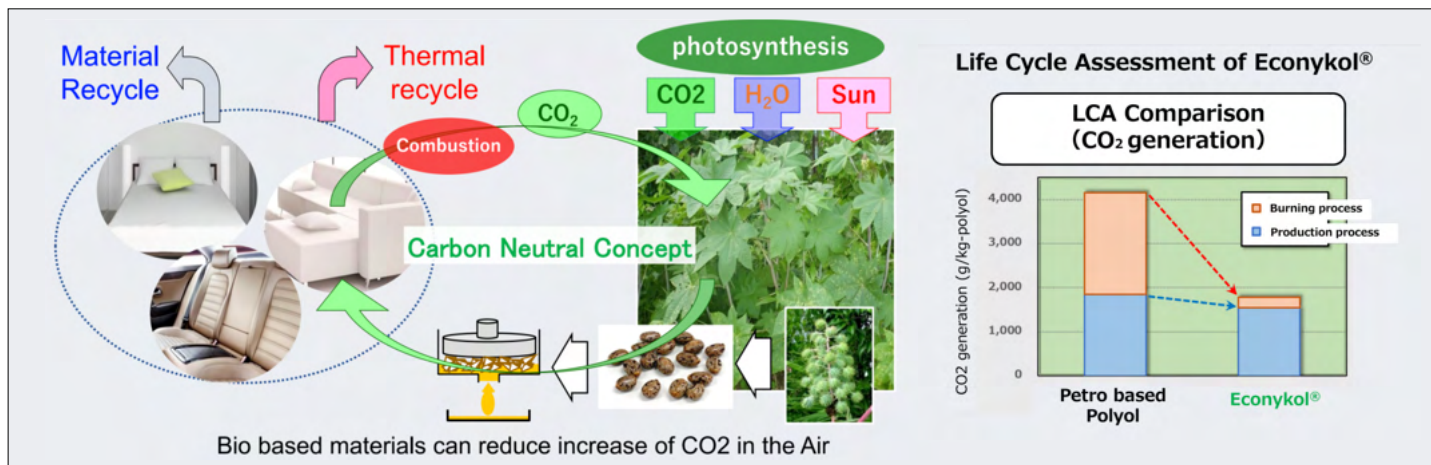 Material
Recycle
Thermal
recycle
photosynthesis
CO2
H₂O
Sun
CO₂
Combustion
Carbon Neutral Concept
Bio based materials can reduce increase of CO2 in the Air
Life Cycle Assessment of Econykol®
LCA Comparison
(CO₂ generation)
CO2 generation (g/kg-polyol)
4,000
3,000
2,000
1,000
0
Burning process
Production process
Petro based
Polyol
Econykol®